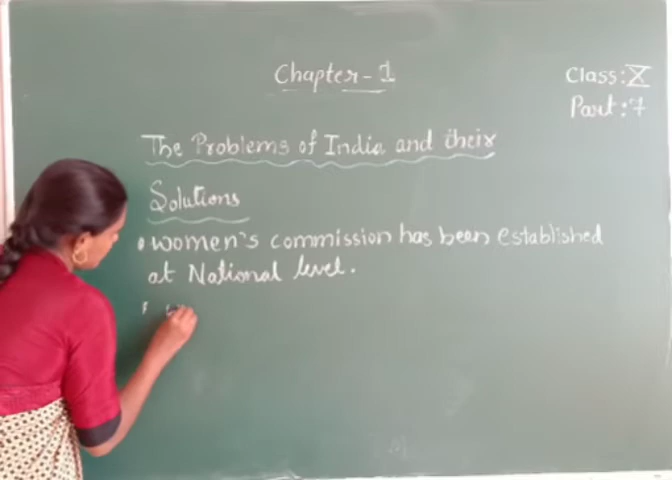 Chapter-1
Class: X
Part: 7
The Problems of India and their
Solutions
• Women's commission has been established
at National level.